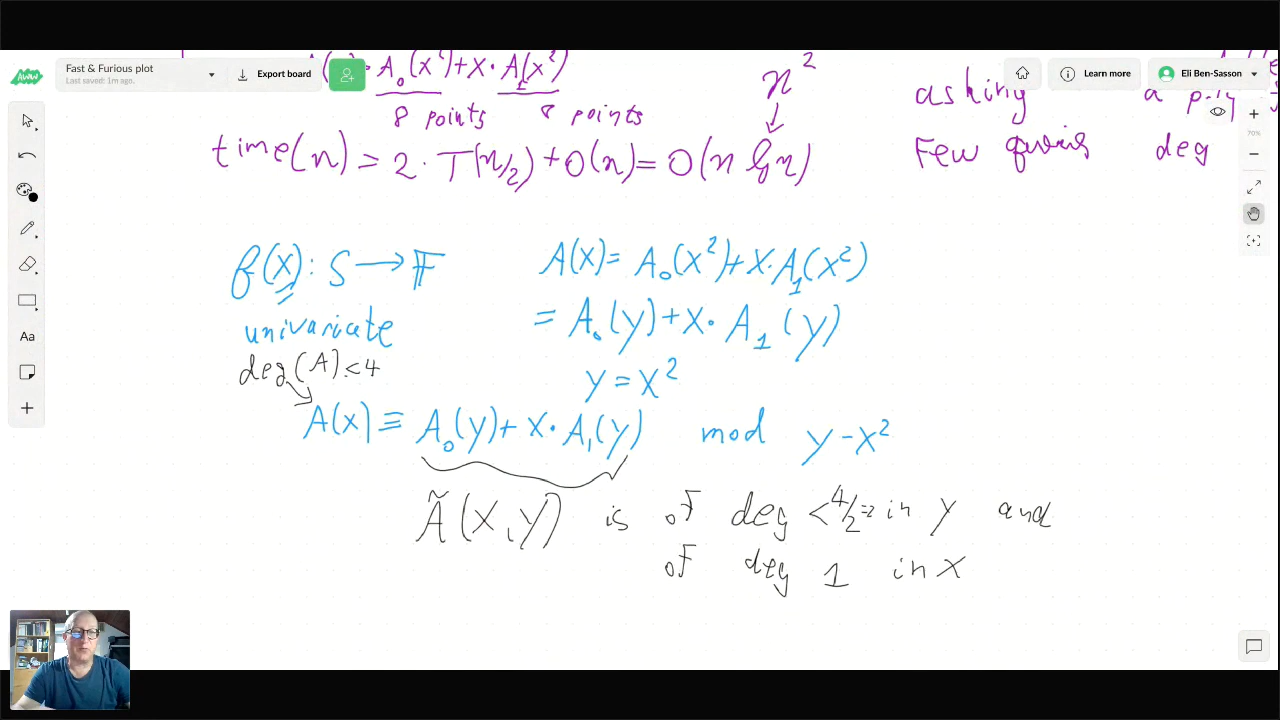 Fast & Furious plot
Last saved: 1m ago.
Export board
Learn more
Eli Ben-Sasson
AWW
A₀(x²)+x·A₁(x²)
8 points 8 points
n²
asking a
Few queries deg
time(n) = 2·T(n/2)+O(n)=O(n lg n)
70%
f(x): S → F
univariate
deg(A)<4
A(x)= A₀(x²)+x·A₁(x²)
= A₀(y)+x·A₁(y)
y = x²
A(x) ≡ A₀(y)+x·A₁(y) mod y-x²
Ã(X,Y) is of deg <4/2=2 in y and
of deg 1 in X
Aa